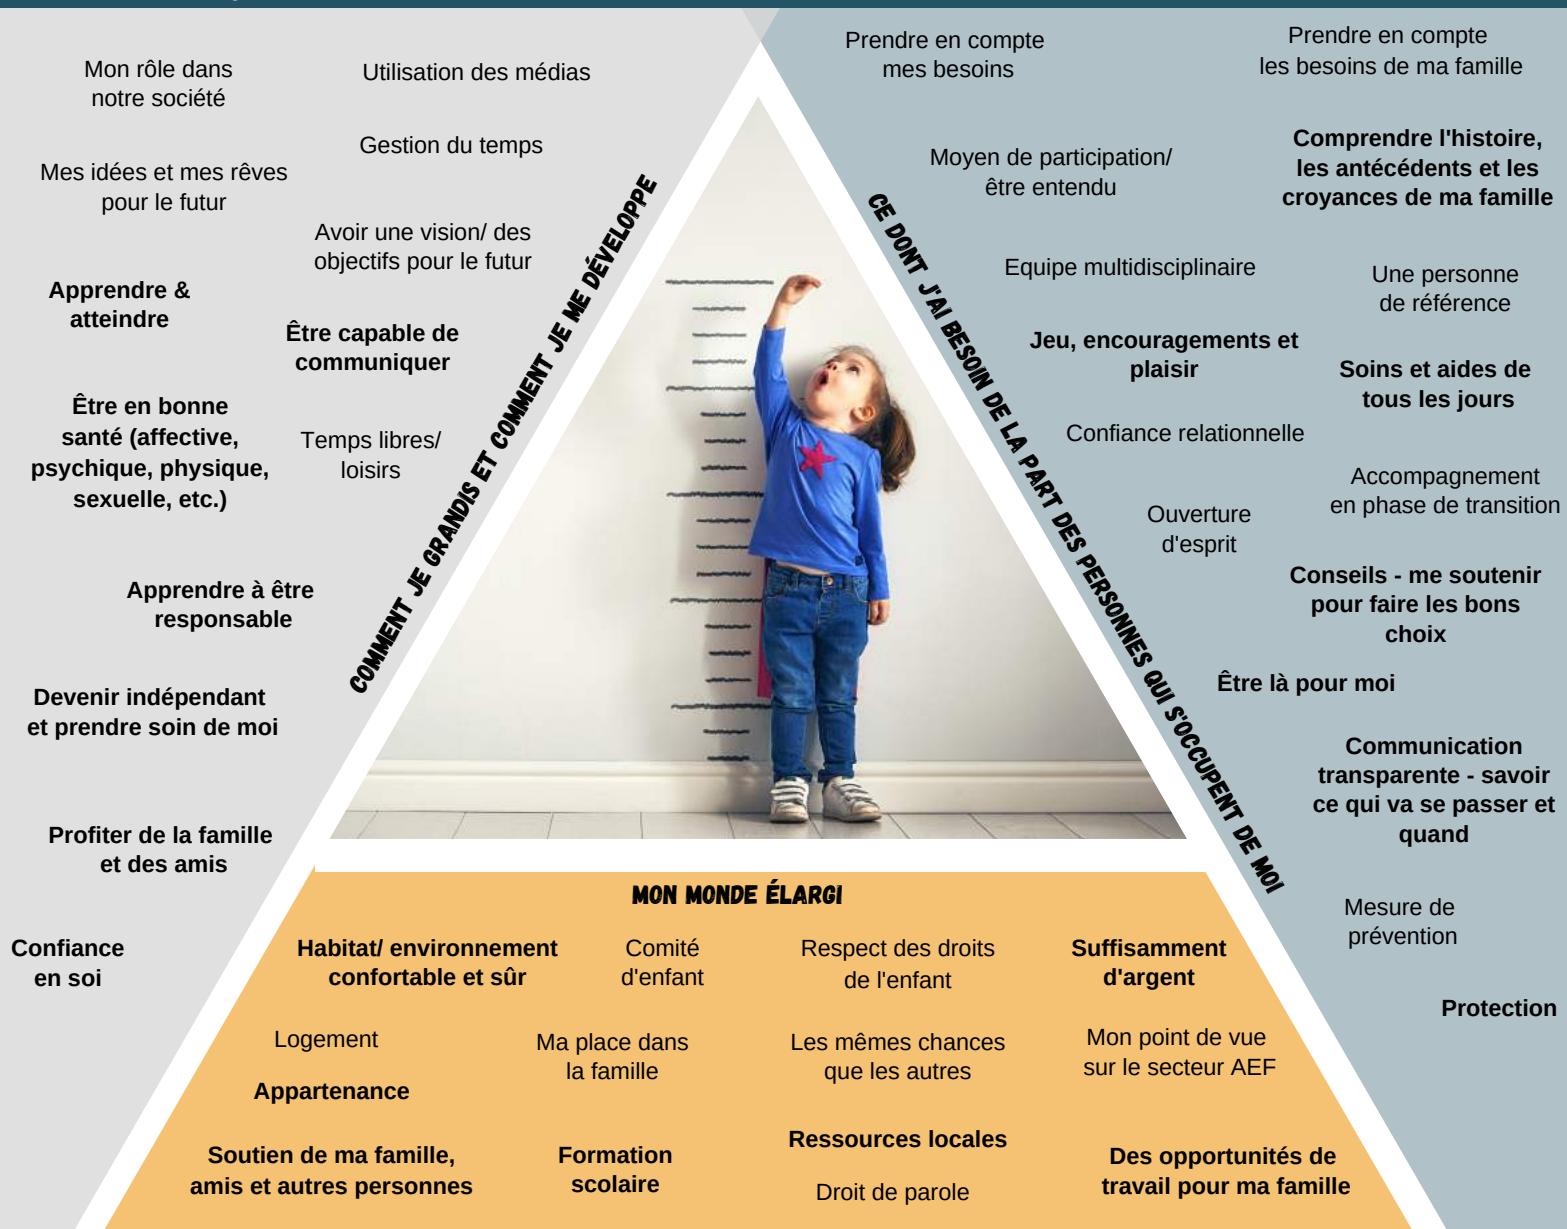 Mon rôle dans
notre société
Utilisation des médias
Gestion du temps
Mes idées et mes rêves
pour le futur
Avoir une vision/ des
objectifs pour le futur
Apprendre &
atteindre
Être capable de
communiquer
Être en bonne
santé (affective,
psychique, physique,
sexuelle, etc.)
Temps libres/
loisirs
Apprendre à être
responsable
Devenir indépendant
et prendre soin de moi
Profiter de la famille
et des amis
Confiance
en soi
COMMENT JE GRANDIS ET COMMENT JE ME DÉVELOPPE
Prendre en compte
mes besoins
Prendre en compte
les besoins de ma famille
Moyen de participation/
être entendu
Comprendre l'histoire,
les antécédents et les
croyances de ma famille
Equipe multidisciplinaire
Une personne
de référence
Jeu, encouragements et
plaisir
Soins et aides de
tous les jours
Confiance relationnelle
Accompagnement
en phase de transition
Ouverture
d'esprit
Conseils - me soutenir
pour faire les bons
choix
Être là pour moi
Communication
transparente - savoir
ce qui va se passer et
quand
Mesure de
prévention
Protection
CE DONT J'AI BESOIN DE LA PART DES PERSONNES QUI S'OCCUPENT DE MOI
MON MONDE ÉLARGI
Habitat/ environnement
confortable et sûr
Comité
d'enfant
Respect des droits
de l'enfant
Suffisamment
d'argent
Logement
Ma place dans
la famille
Les mêmes chances
que les autres
Mon point de vue
sur le secteur AEF
Appartenance
Soutien de ma famille,
amis et autres personnes
Formation
scolaire
Ressources locales
Droit de parole
Des opportunités de
travail pour ma famille